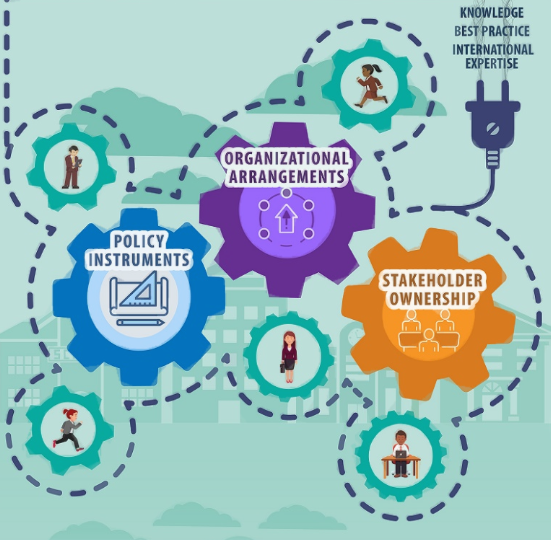 KNOWLEDGE
BEST PRACTICE
INTERNATIONAL
EXPERTISE
ORGANIZATIONAL
ARRANGEMENTS
POLICY
INSTRUMENTS
STAKEHOLDER
OWNERSHIP